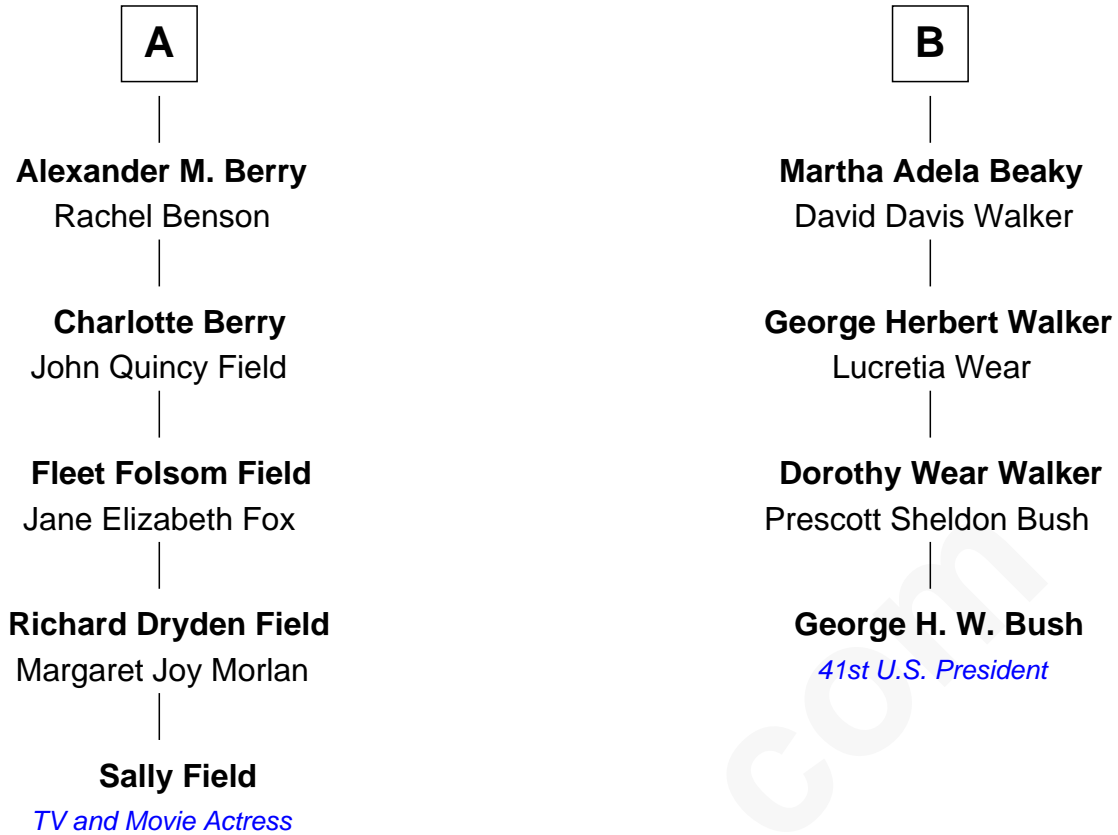 A
Alexander M. Berry
Rachel Benson
Charlotte Berry
John Quincy Field
Fleet Folsom Field
Jane Elizabeth Fox
Richard Dryden Field
Margaret Joy Morlan
Sally Field
TV and Movie Actress
B
Martha Adela Beaky
David Davis Walker
George Herbert Walker
Lucretia Wear
Dorothy Wear Walker
Prescott Sheldon Bush
George H. W. Bush
41st U.S. President
com